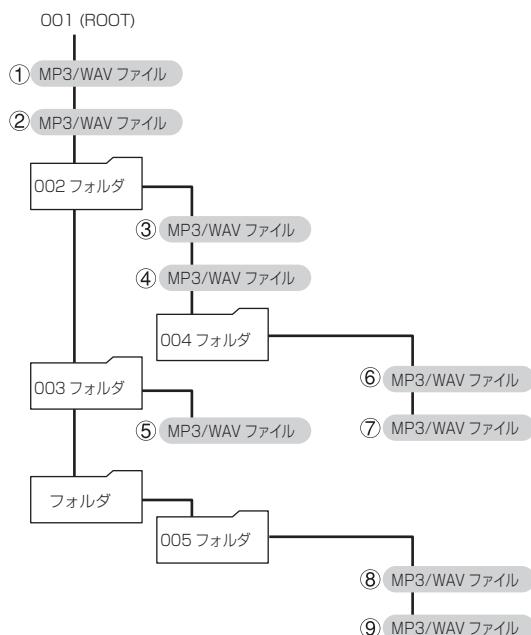 001 (ROOT)
① MP3/WAV ファイル
② MP3/WAV ファイル
002 フォルダ
③ MP3/WAV ファイル
④ MP3/WAV ファイル
004 フォルダ
003 フォルダ
⑥ MP3/WAV ファイル
⑤ MP3/WAV ファイル
⑦ MP3/WAV ファイル
フォルダ
005 フォルダ
⑧ MP3/WAV ファイル
⑨ MP3/WAV ファイル